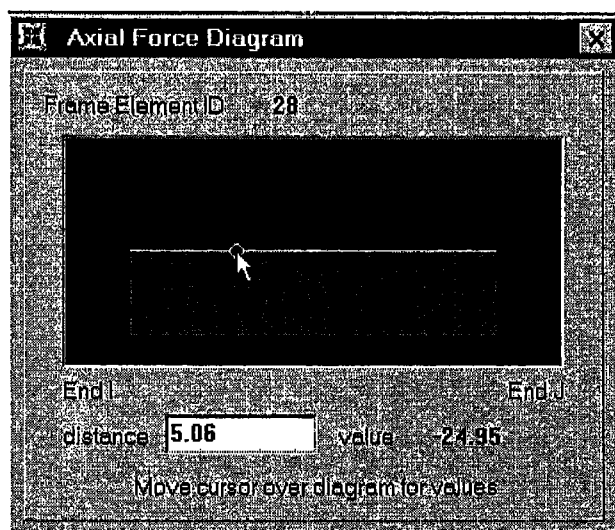 Axial Force Diagram
Frame Element ID 28
End I End J
distance 5.06 value -24.95
Move cursor over diagram for values